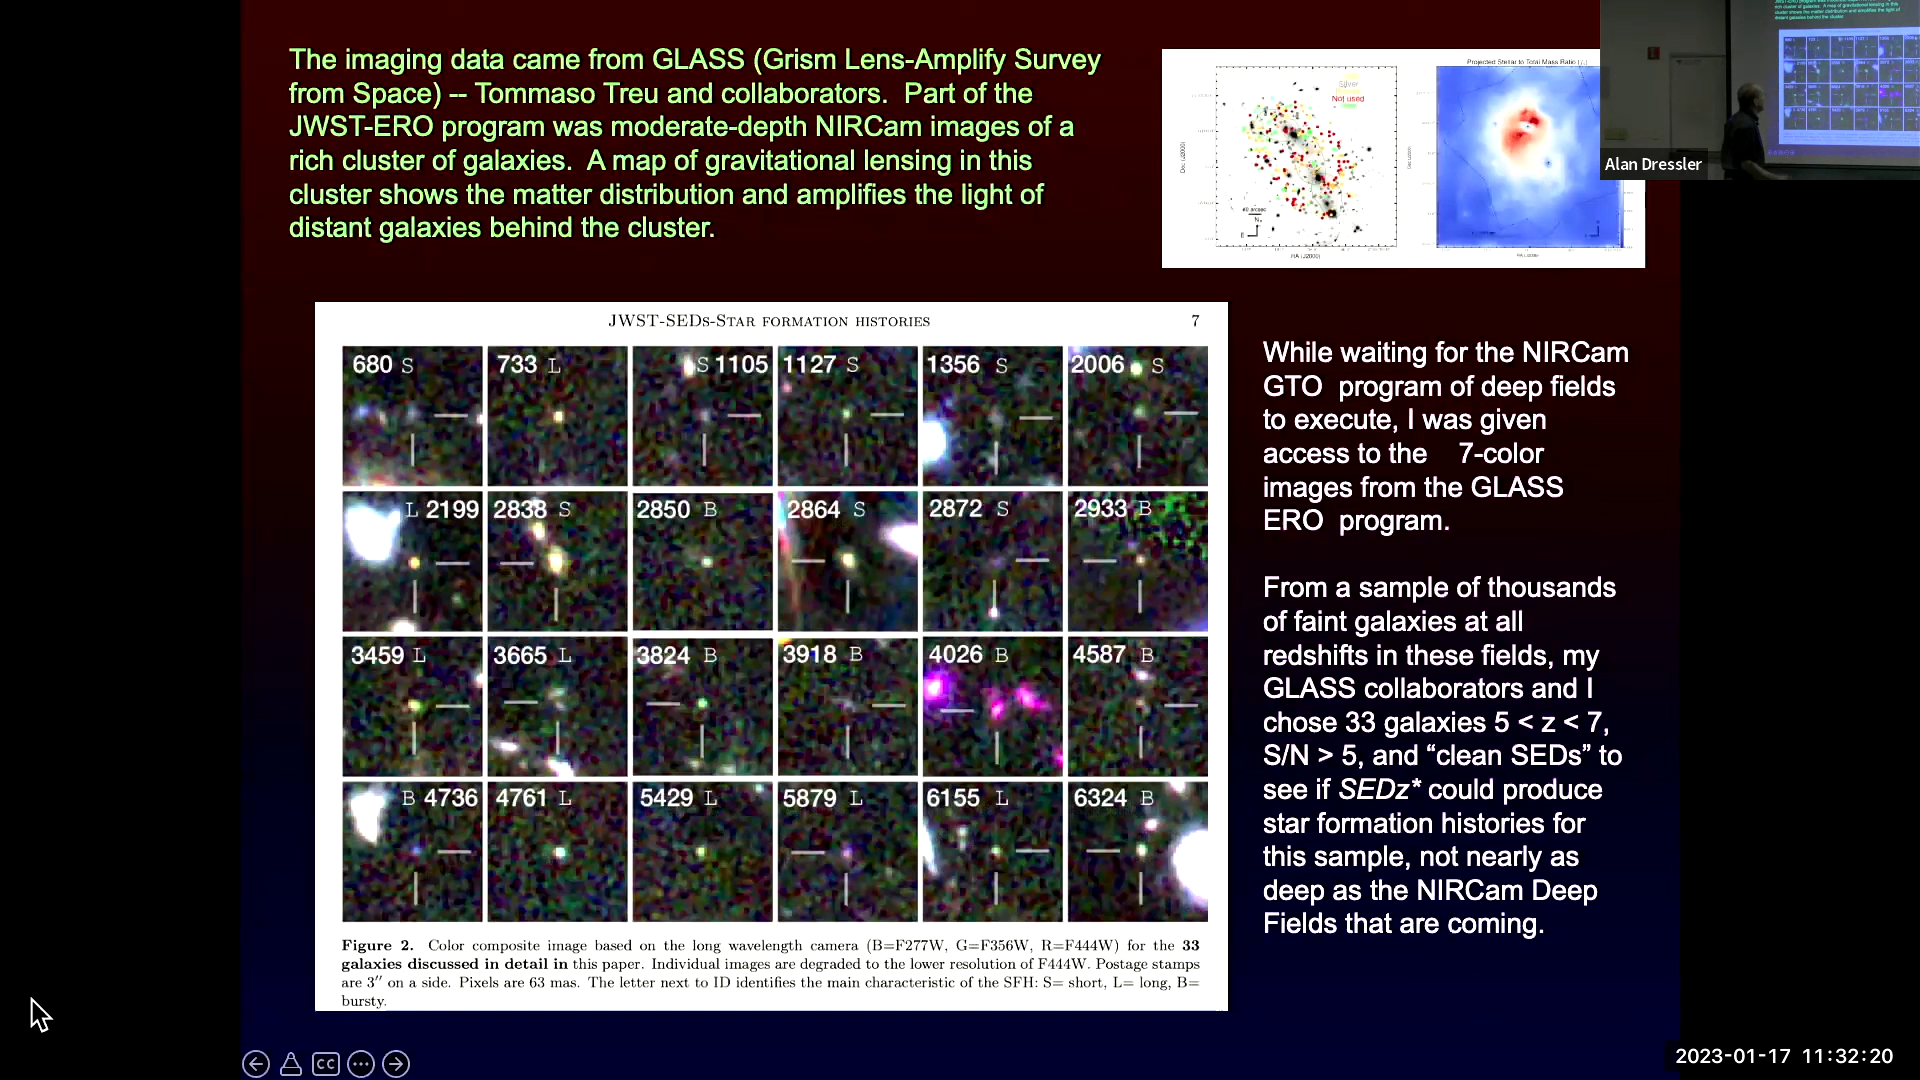 The imaging data came from GLASS (Grism Lens-Amplify Survey
from Space) -- Tommaso Treu and collaborators.  Part of the
JWST-ERO program was moderate-depth NIRCam images of a
rich cluster of galaxies.  A map of gravitational lensing in this
cluster shows the matter distribution and amplifies the light of
distant galaxies behind the cluster.
Silver
Not used
Dec (J2000)
RA (J2000)
Projected Stellar to Total Mass Ratio
Alan Dressler
JWST-SEDs-Star formation histories 7
680 S 733 L S 1105 1127 S 1356 S 2006 S
L 2199 2838 S 2850 B 2864 S 2872 S 2933 B
3459 L 3665 L 3824 B 3918 B 4026 B 4587 B
B 4736 4761 L 5429 L 5879 L 6155 L 6324 B
Figure 2. Color composite image based on the long wavelength camera (B=F277W, G=F356W, R=F444W) for the 33
galaxies discussed in detail in this paper. Individual images are degraded to the lower resolution of F444W. Postage stamps
are 3″ on a side. Pixels are 63 mas. The letter next to ID identifies the main characteristic of the SFH: S= short, L= long, B=
bursty.
While waiting for the NIRCam
GTO  program of deep fields
to execute, I was given
access to the    7-color
images from the GLASS
ERO  program.
From a sample of thousands
of faint galaxies at all
redshifts in these fields, my
GLASS collaborators and I
chose 33 galaxies 5 < z < 7,
S/N > 5, and “clean SEDs” to
see if SEDz* could produce
star formation histories for
this sample, not nearly as
deep as the NIRCam Deep
Fields that are coming.
CC
2023-01-17 11:32:20